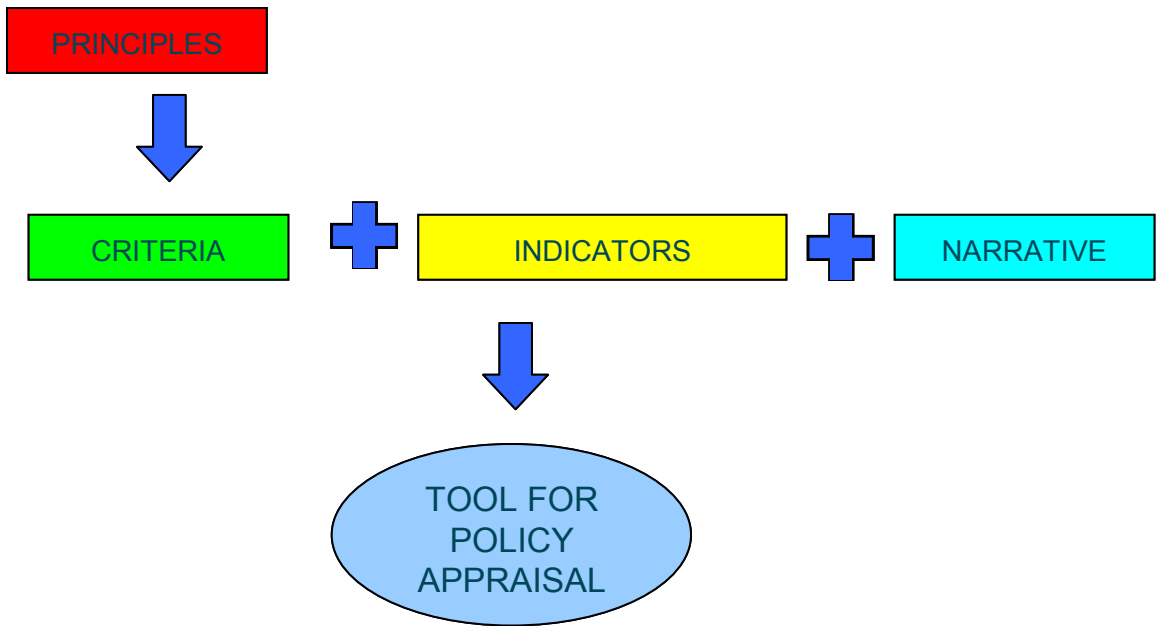 PRINCIPLES
CRITERIA
INDICATORS
NARRATIVE
TOOL FOR
POLICY
APPRAISAL